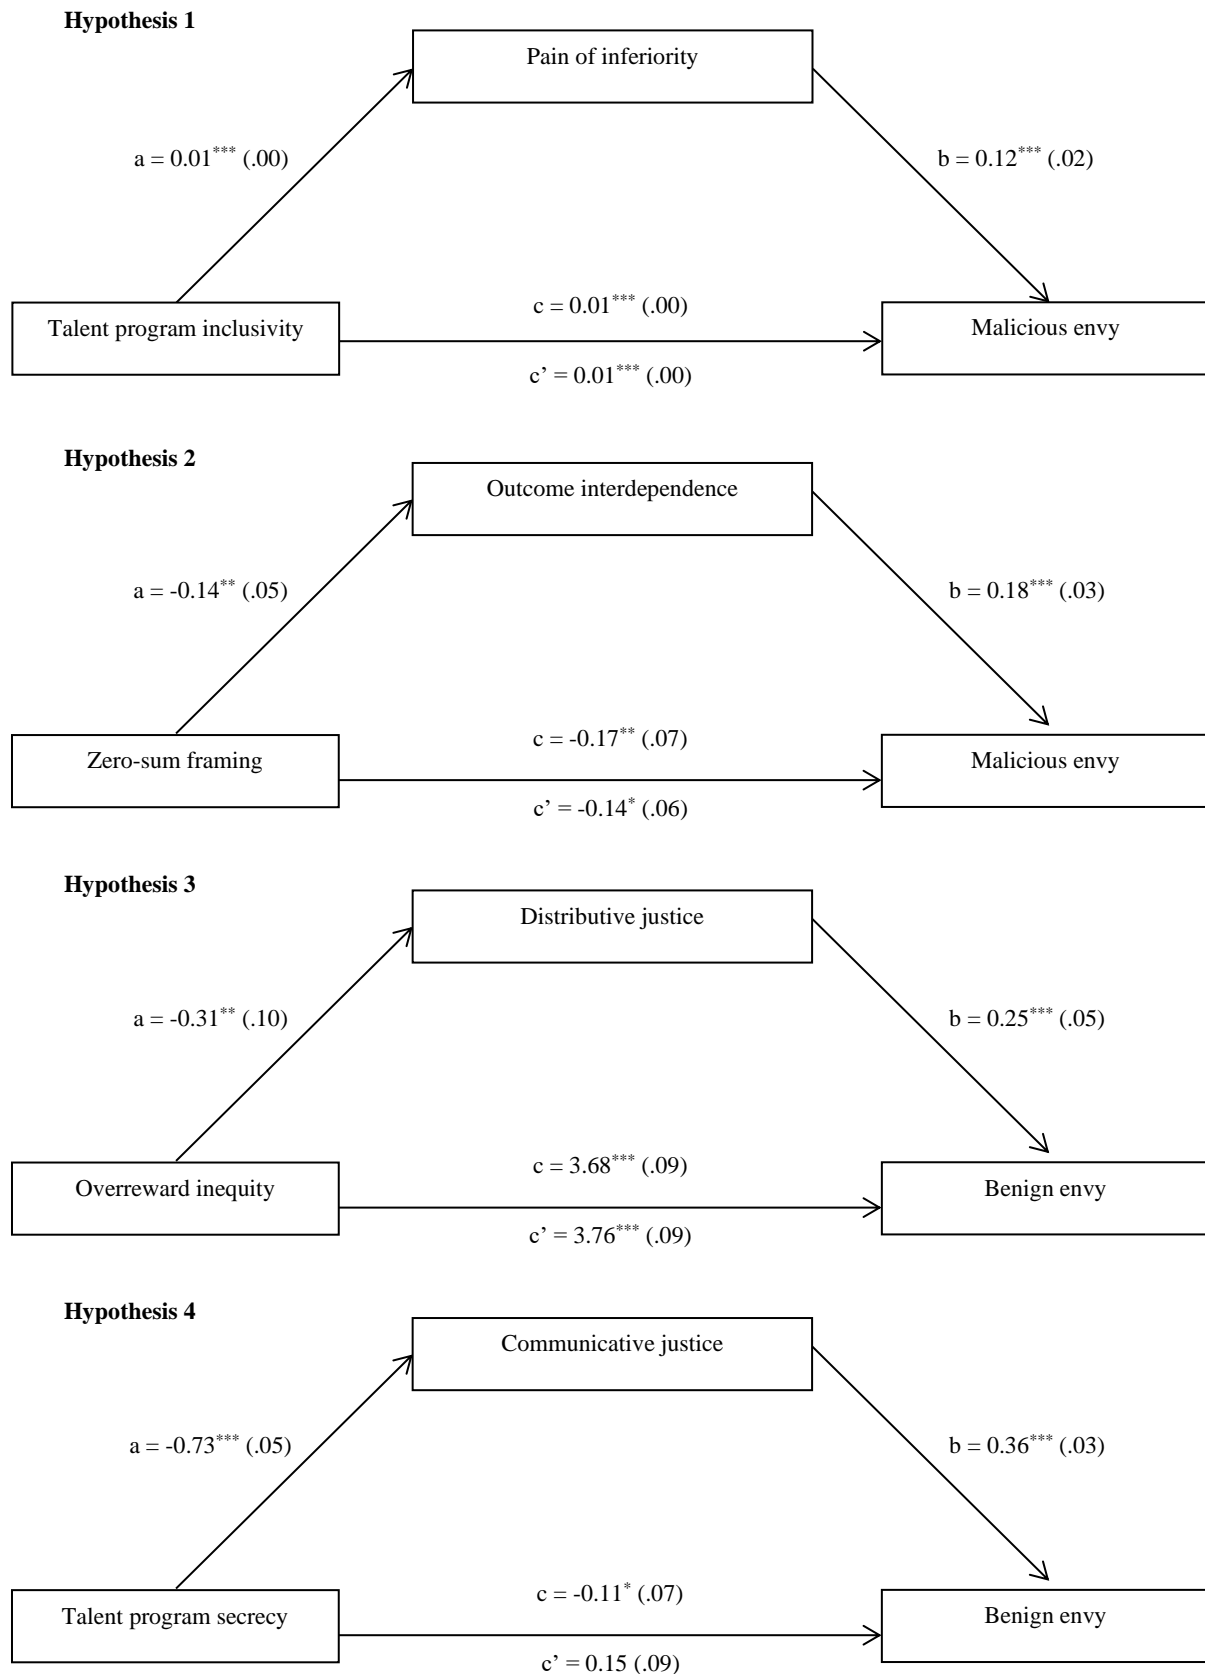 Hypothesis 1
Pain of inferiority
a = 0.01*** (.00)
b = 0.12*** (.02)
c = 0.01*** (.00)
Talent program inclusivity
Malicious envy
c’ = 0.01*** (.00)
Hypothesis 2
Outcome interdependence
a = -0.14** (.05)
b = 0.18*** (.03)
c = -0.17** (.07)
Zero-sum framing
Malicious envy
c’ = -0.14* (.06)
Hypothesis 3
Distributive justice
a = -0.31** (.10)
b = 0.25*** (.05)
c = 3.68*** (.09)
Overreward inequity
Benign envy
c’ = 3.76*** (.09)
Hypothesis 4
Communicative justice
a = -0.73*** (.05)
b = 0.36*** (.03)
c = -0.11* (.07)
Talent program secrecy
Benign envy
c’ = 0.15 (.09)